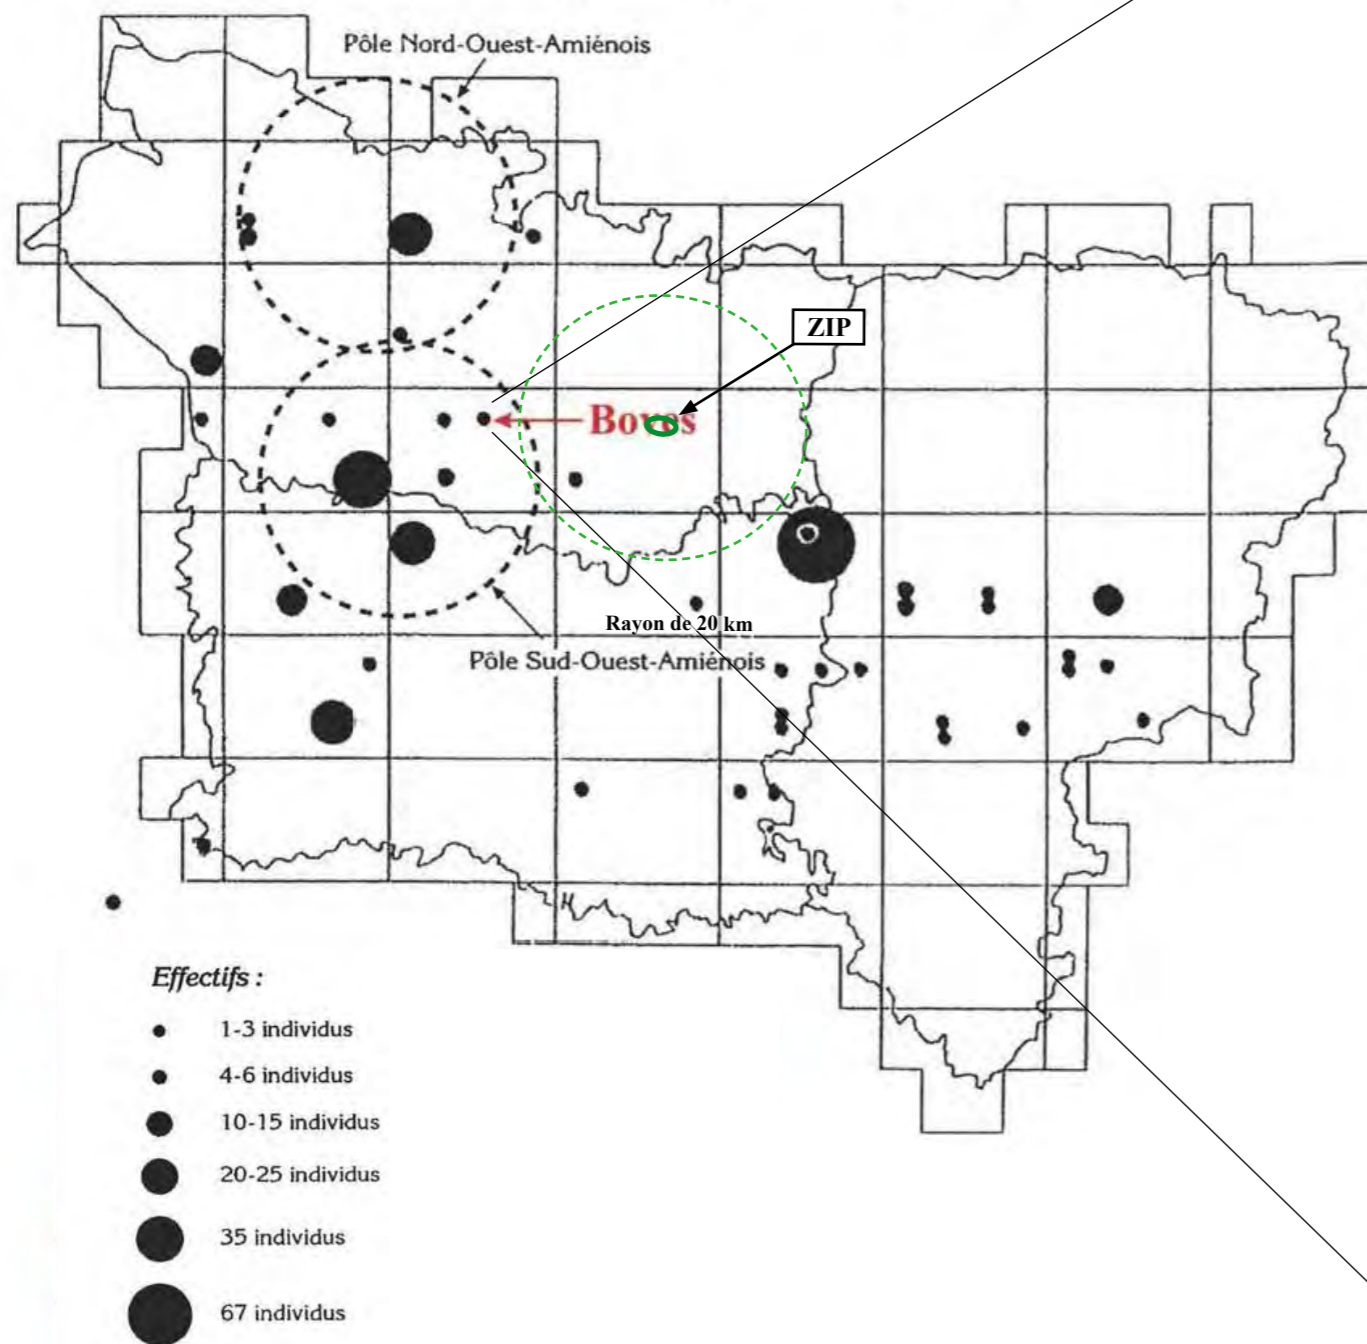 Pôle Nord-Ouest-Amiénois
ZIP
Boves
Rayon de 20 km
Pôle Sud-Ouest-Amiénois
Effectifs :
1-3 individus
4-6 individus
10-15 individus
20-25 individus
35 individus
67 individus